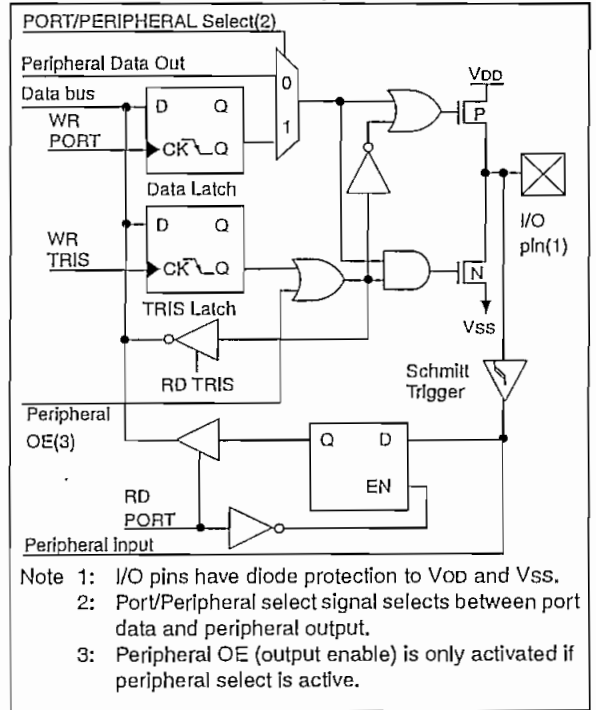 PORT/PERIPHERAL Select(2)
Peripheral Data Out
Data bus
WR
PORT
D Q
CK Q
Data Latch
0
1
VDD
P
I/O
pin(1)
WR
TRIS
D Q
CK Q
TRIS Latch
N
VSS
RD TRIS
Schmitt
Trigger
Peripheral
OE(3)
Q D
EN
RD
PORT
Peripheral input
Note 1: I/O pins have diode protection to VDD and VSS.
2: Port/Peripheral select signal selects between port
data and peripheral output.
3: Peripheral OE (output enable) is only activated if
peripheral select is active.